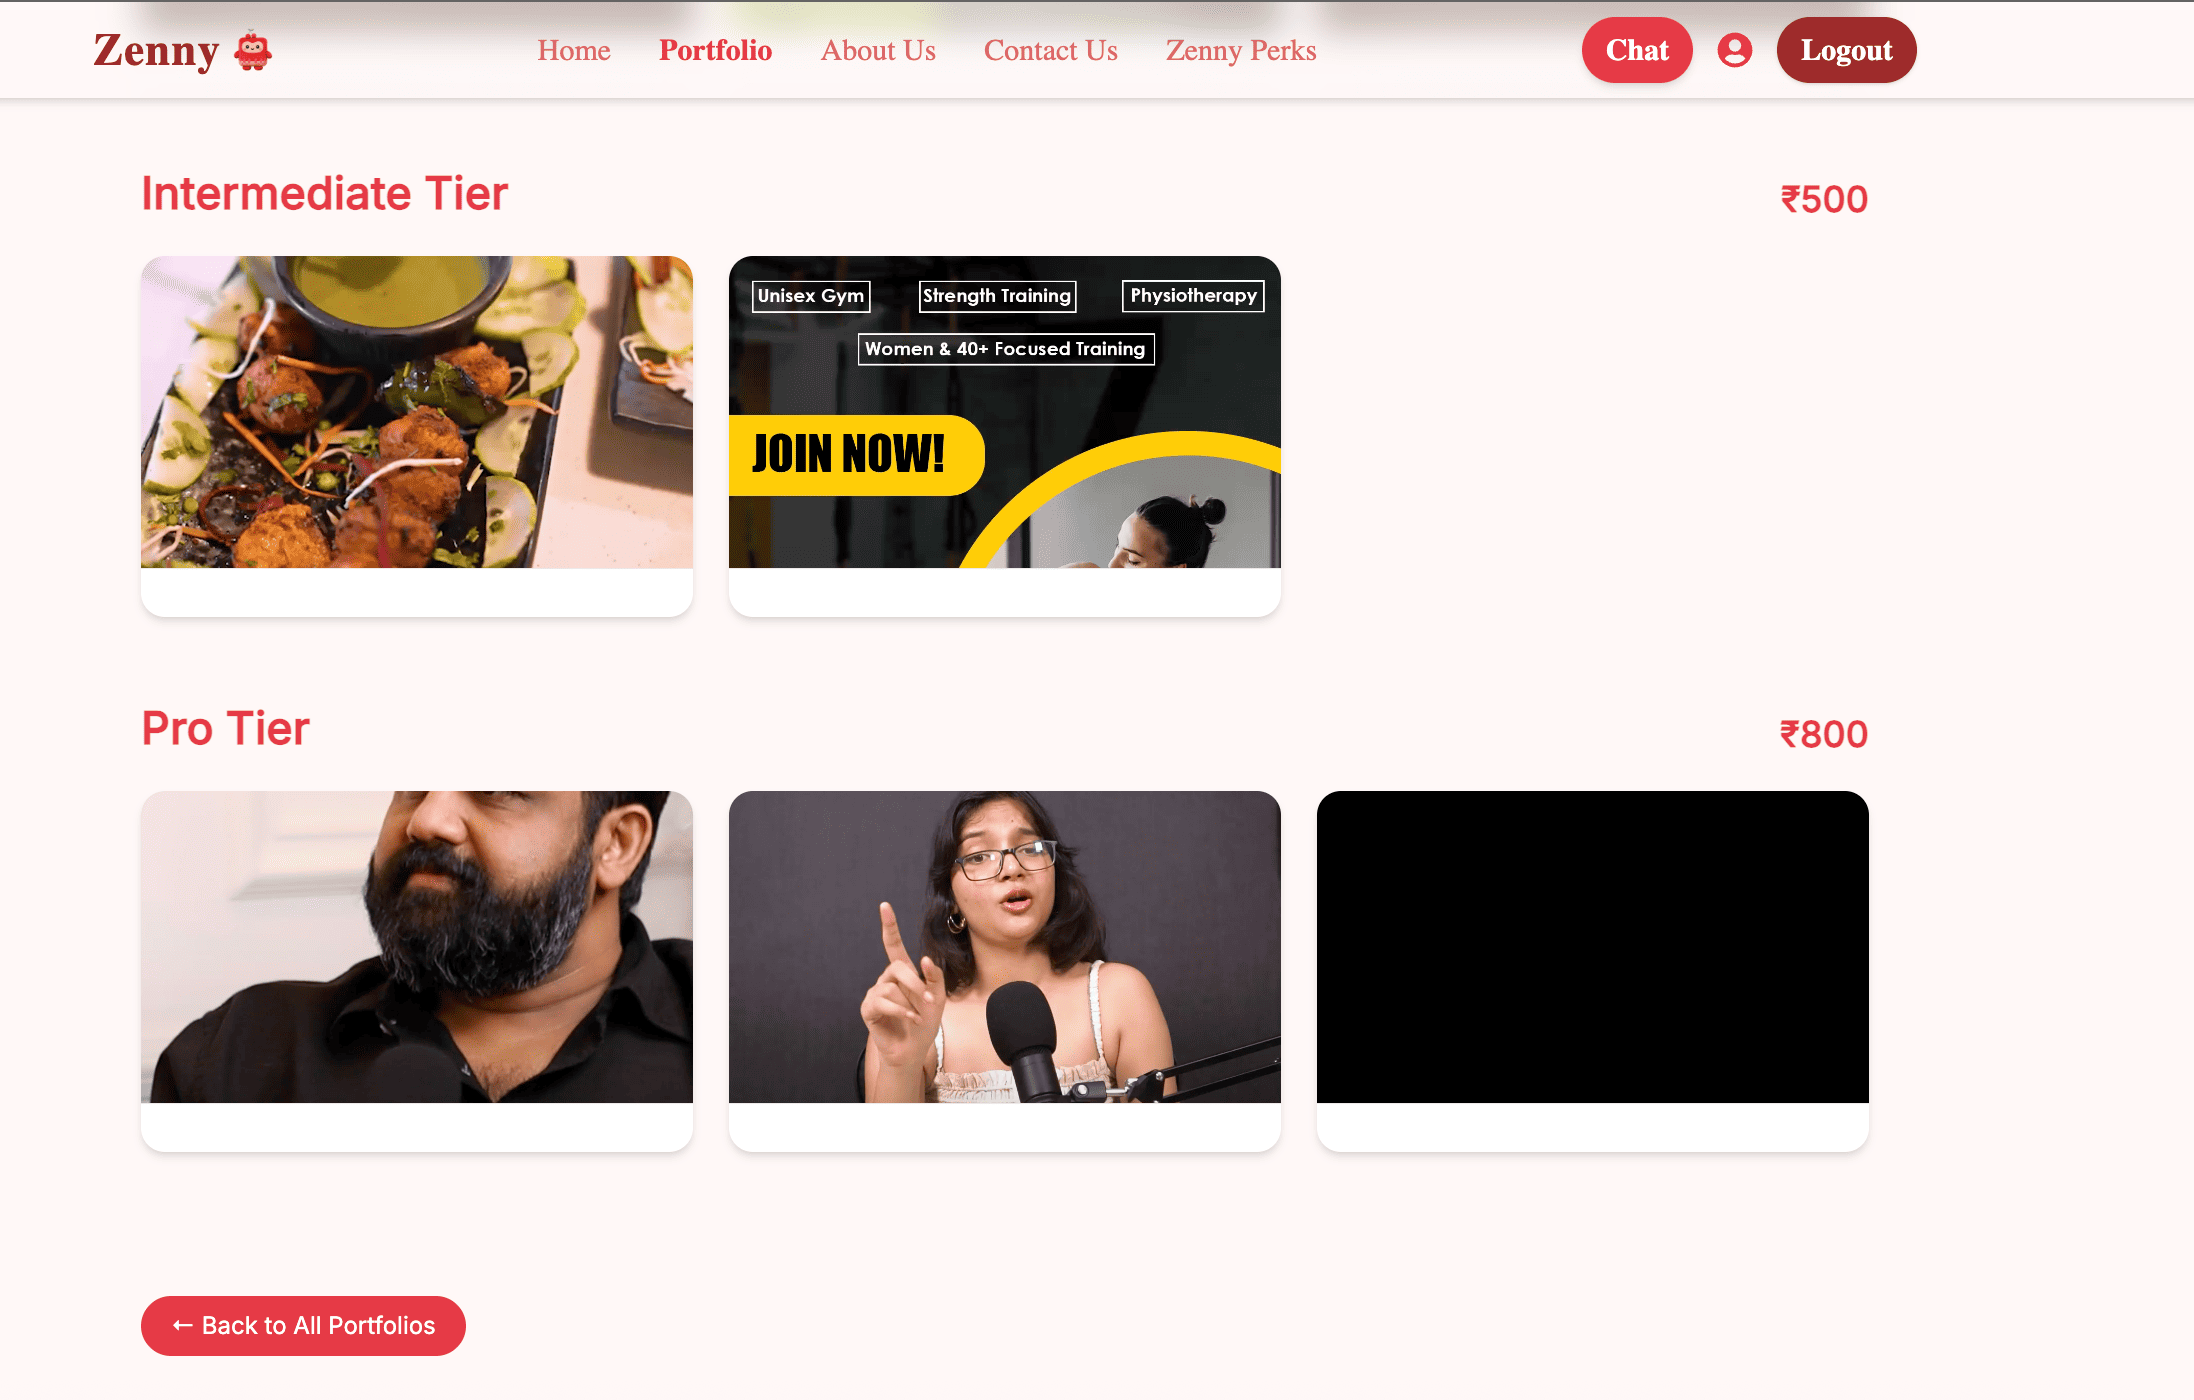 Zenny
Home Portfolio About Us Contact Us Zenny Perks
Chat Logout
Intermediate Tier ₹500
Unisex Gym Strength Training Physiotherapy
Women & 40+ Focused Training
JOIN NOW!
Pro Tier ₹800
← Back to All Portfolios